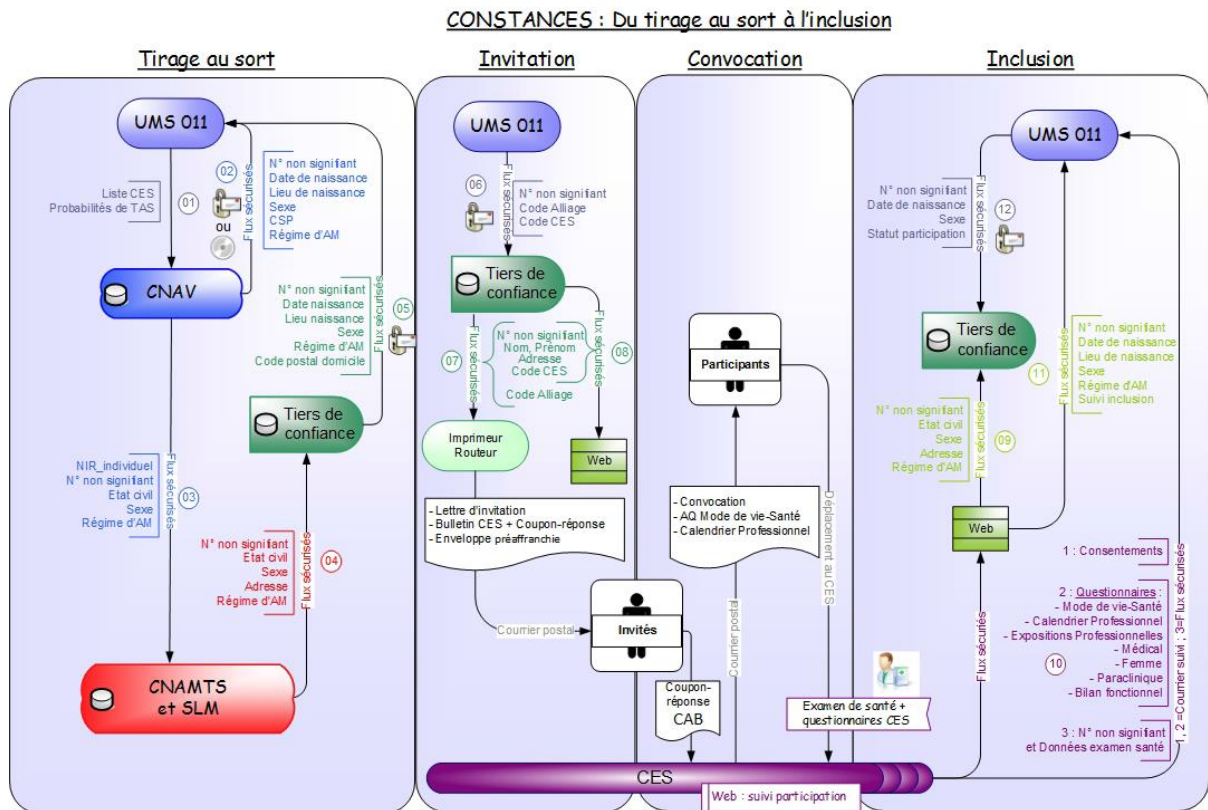 CONSTANCES : Du tirage au sort à l'inclusion
Tirage au sort
UMS 011
Liste CES
Probabilités de TAS
01
02
ou
Flux sécurisés
N° non signifiant
Date de naissance
Lieu de naissance
Sexe
CSP
Régime d'AM
CNAV
N° non signifiant
Date naissance
Lieu naissance
Sexe
Régime d'AM
Code postal domicile
Flux sécurisés
05
Tiers de
confiance
NIR_individuel
N° non signifiant
Etat civil
Sexe
Régime d'AM
03
Flux sécurisés
N° non signifiant
Etat civil
Sexe
Adresse
Régime d'AM
04
Flux sécurisés
CNAMTS
et SLM
Invitation
UMS 011
06
Flux sécurisés
N° non signifiant
Code Alliage
Code CES
Tiers de
confiance
07
Flux sécurisés
N° non signifiant
Nom, Prénom
Adresse
Code CES
Code Alliage
Flux sécurisés
08
Imprimeur
Routeur
Web
- Lettre d'invitation
- Bulletin CES + Coupon-réponse
- Enveloppe préaffranchie
Courrier postal
Invités
Coupon-
réponse
CAB
Convocation
Participants
- Convocation
- AQ Mode de vie-Santé
- Calendrier Professionnel
Courrier postal
Déplacement au CES
Examen de santé +
questionnaires CES
CES
Web : suivi participation
Inclusion
UMS 011
N° non signifiant
Date de naissance
Sexe
Statut participation
Flux sécurisés
12
Tiers de
confiance
N° non signifiant
Etat civil
Sexe
Adresse
Régime d'AM
Flux sécurisés
09
11
Flux sécurisés
N° non signifiant
Date de naissance
Lieu de naissance
Sexe
Régime d'AM
Suivi inclusion
Web
Flux sécuriés
1 : Consentements
2 : Questionnaires :
- Mode de vie-Santé
- Calendrier Professionnel
- Expositions Professionnelles
- Médical
- Femme
- Paraclinique
- Bilan fonctionnel
10
3 : N° non signifiant
et Données examen santé
1, 2 =Courrier suivi ; 3=Flux sécurisés